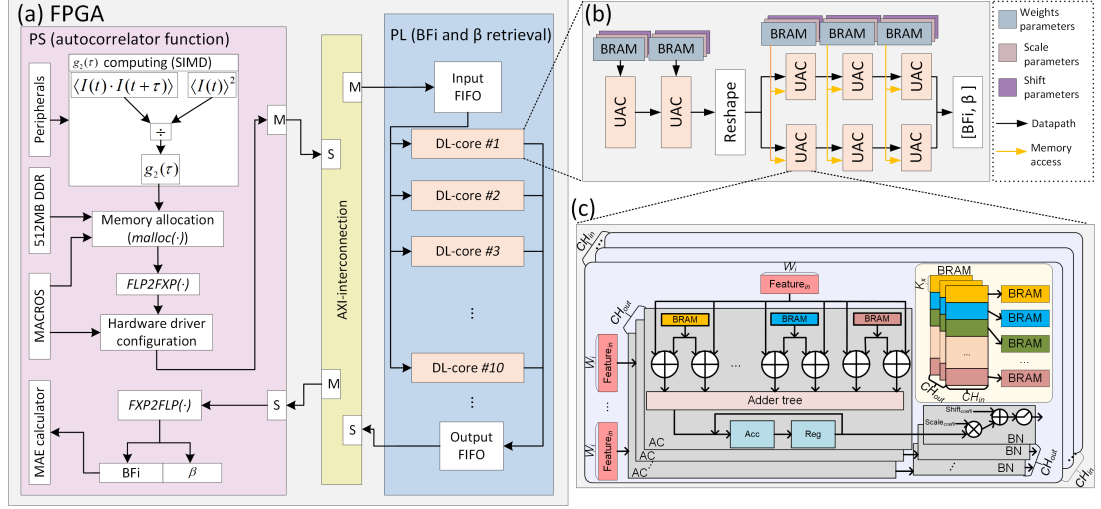 (a) FPGA
PS (autocorrelator function)
g₂(τ) computing (SIMD)
⟨I(t)·I(t+τ)⟩
⟨I(t)⟩²
÷
g₂(τ)
Peripherals
512MB DDR
MACROS
MAE calculator
Memory allocation
(malloc(·))
FLP2FXP(·)
Hardware driver
configuration
FXP2FLP(·)
BFi
β
M
S
AXI-interconnection
M
S
M
S
PL (BFi and β retrieval)
Input
FIFO
DL-core #1
DL-core #2
DL-core #3
⋮
DL-core #10
Output
FIFO
(b)
BRAM
BRAM
BRAM
BRAM
BRAM
UAC
UAC
Reshape
UAC
UAC
UAC
UAC
UAC
UAC
[BFi, β ]
Weights
parameters
Scale
parameters
Shift
parameters
Datapath
Memory
access
(c)
CHin
...
Wi
Featurein
CHout
BRAM
BRAM
BRAM
...
Adder tree
Acc
Reg
AC
AC
AC
Wi
Featurein
⋮
Wi
Featurein
BRAM
Kx
...
CHout
CHin
BRAM
BRAM
BRAM
...
BRAM
Shiftcoeffi
Scalecoeffi
BN
BN
BN
⋮
CHout
...
CHin